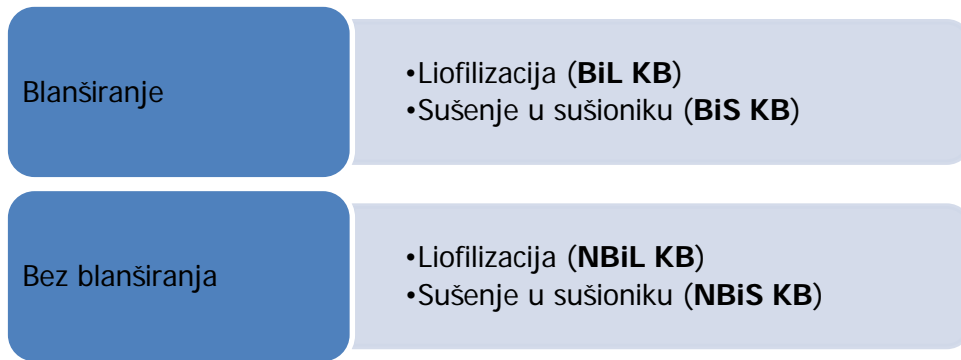 Blanširanje
•Liofilizacija (BiL KB)
•Sušenje u sušioniku (BiS KB)
Bez blanširanja
•Liofilizacija (NBiL KB)
•Sušenje u sušioniku (NBiS KB)